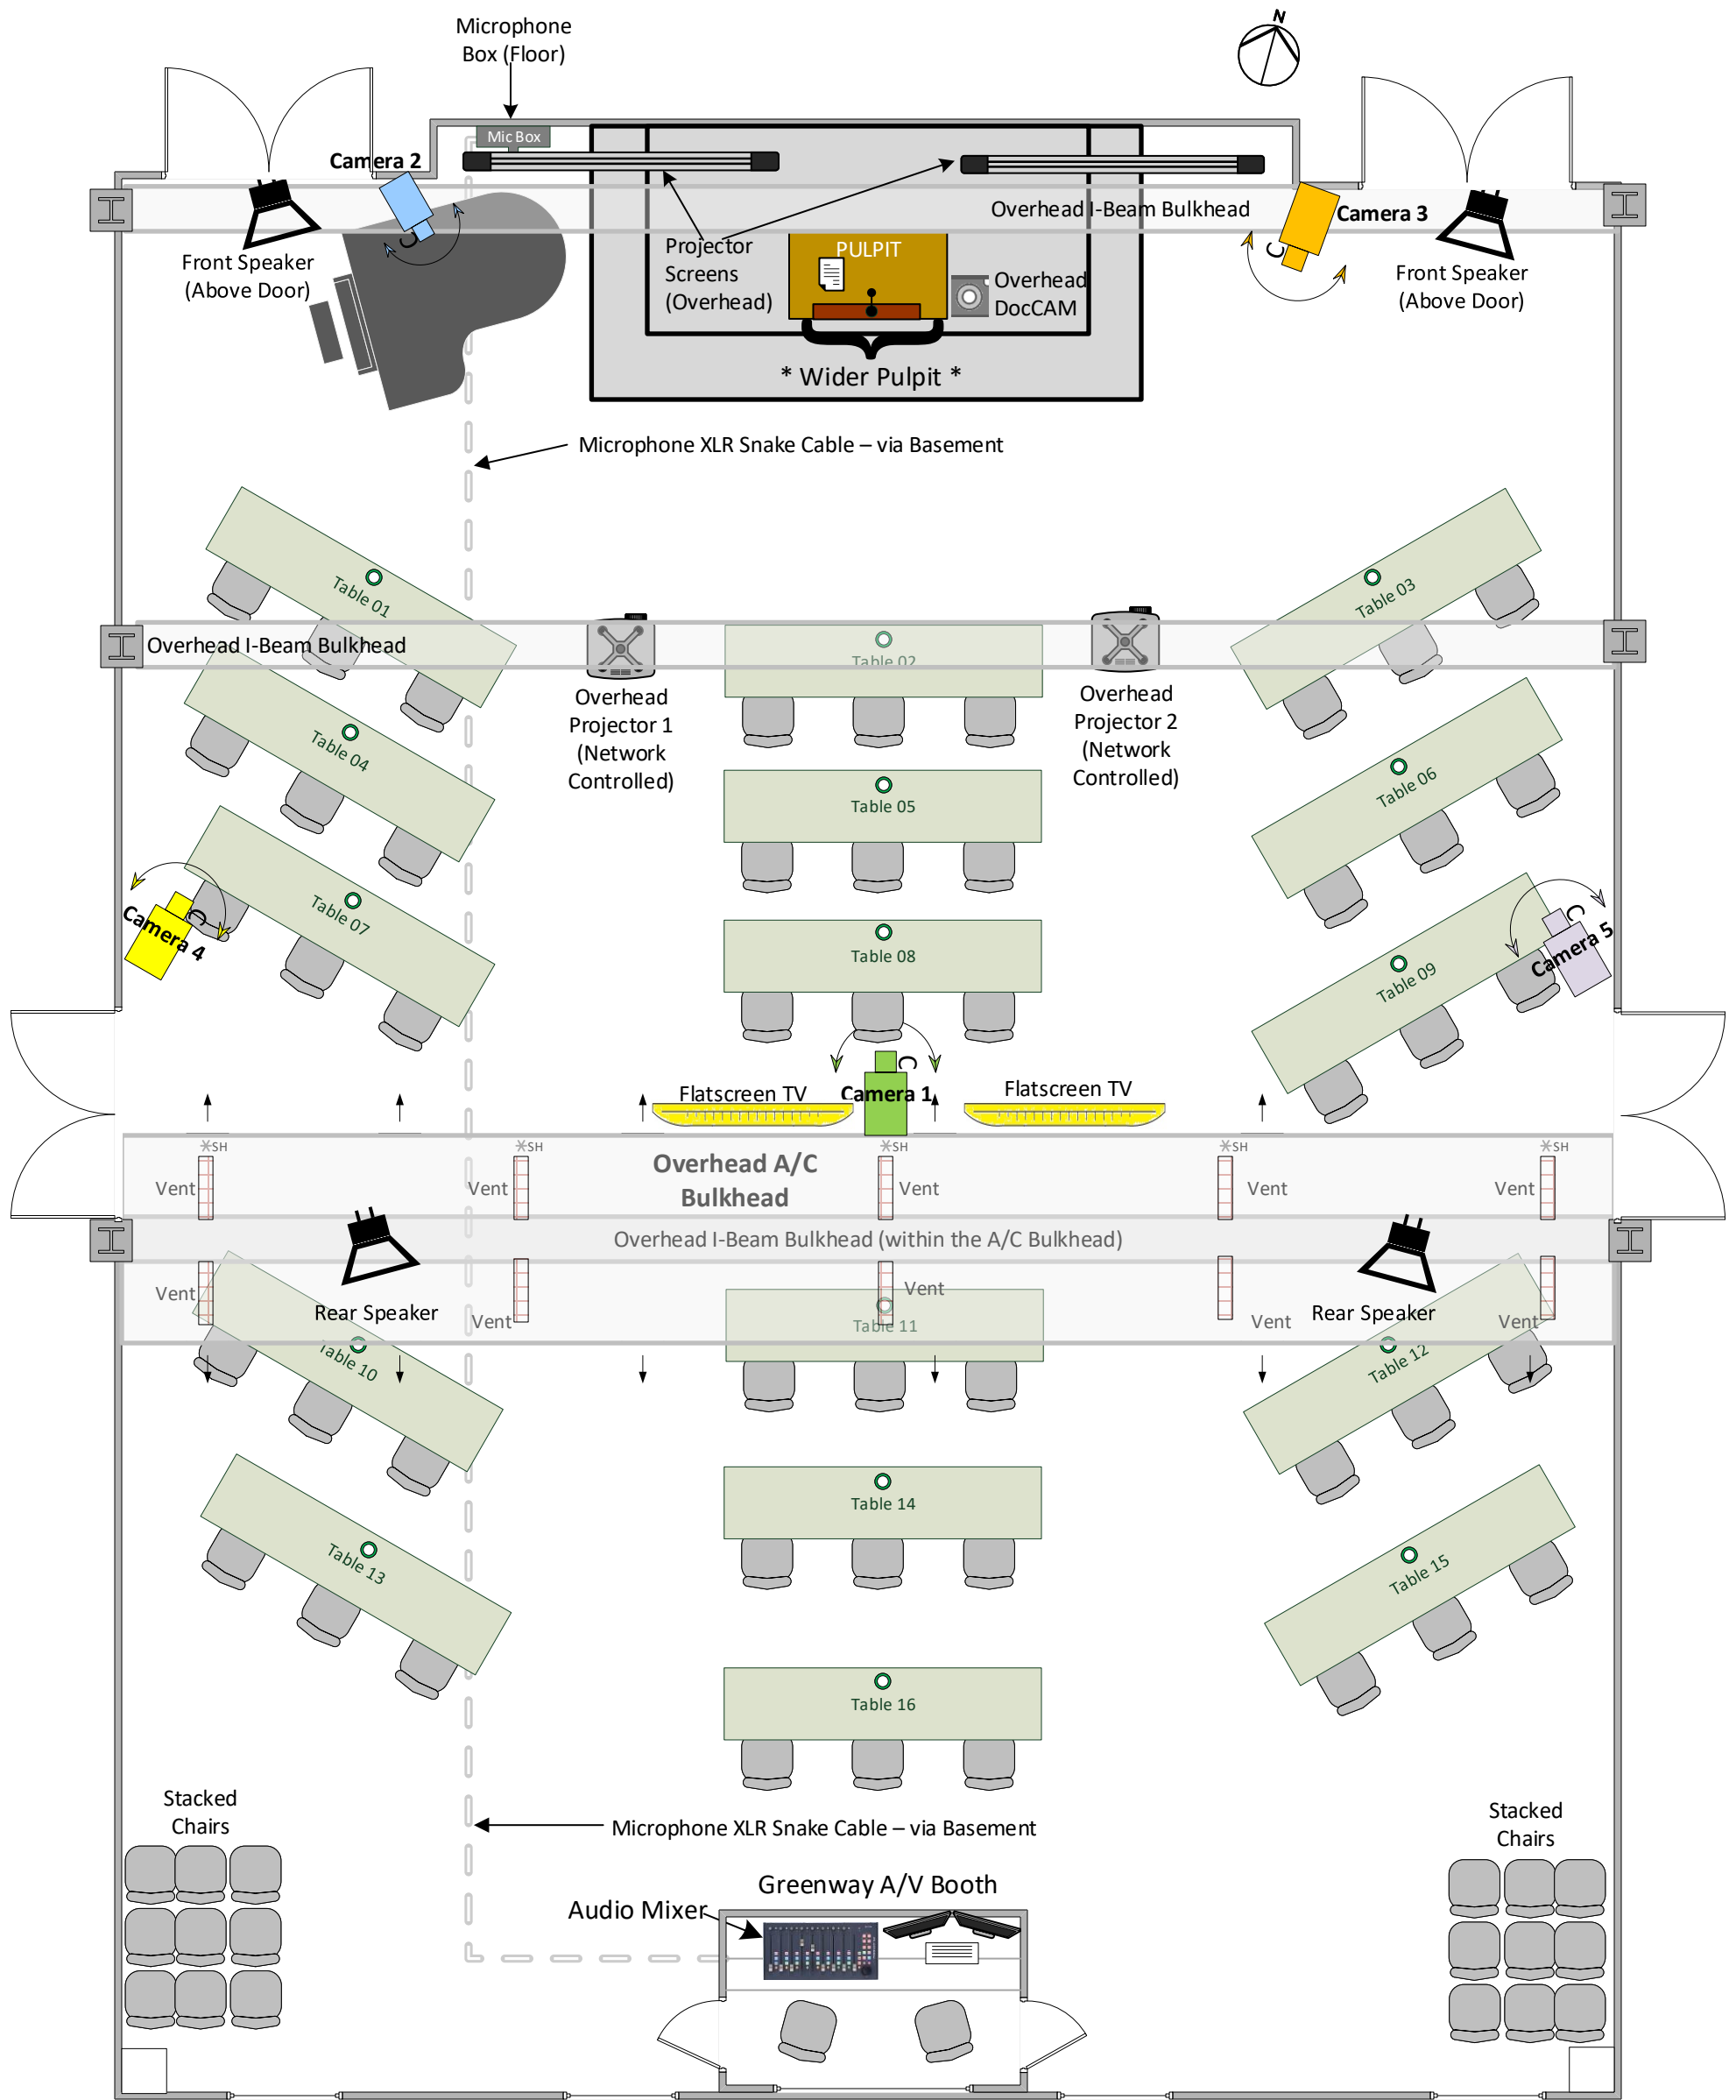 N
Microphone
Box (Floor)
Mic Box
Camera 2
Overhead I-Beam Bulkhead
Camera 3
C
C
Front Speaker
(Above Door)
Projector
Screens
(Overhead)
PULPIT
Overhead
DocCAM
Front Speaker
(Above Door)
* Wider Pulpit *
Microphone XLR Snake Cable – via Basement
Table 01
Table 03
Overhead I-Beam Bulkhead
Table 02
Overhead
Projector 1
(Network
Controlled)
Overhead
Projector 2
(Network
Controlled)
Table 04
Table 05
Table 06
Table 07
Table 08
Table 09
C
Camera 4
C
Camera 5
C
Flatscreen TV
Camera 1
Flatscreen TV
SH
SH
SH
SH
SH
Overhead A/C
Bulkhead
Vent
Vent
Vent
Vent
Vent
Overhead I-Beam Bulkhead (within the A/C Bulkhead)
Vent
Rear Speaker
Vent
Vent
Vent
Rear Speaker
Vent
Table 10
Table 11
Table 12
Table 13
Table 14
Table 15
Table 16
Stacked
Chairs
Stacked
Chairs
Microphone XLR Snake Cable – via Basement
Greenway A/V Booth
Audio Mixer